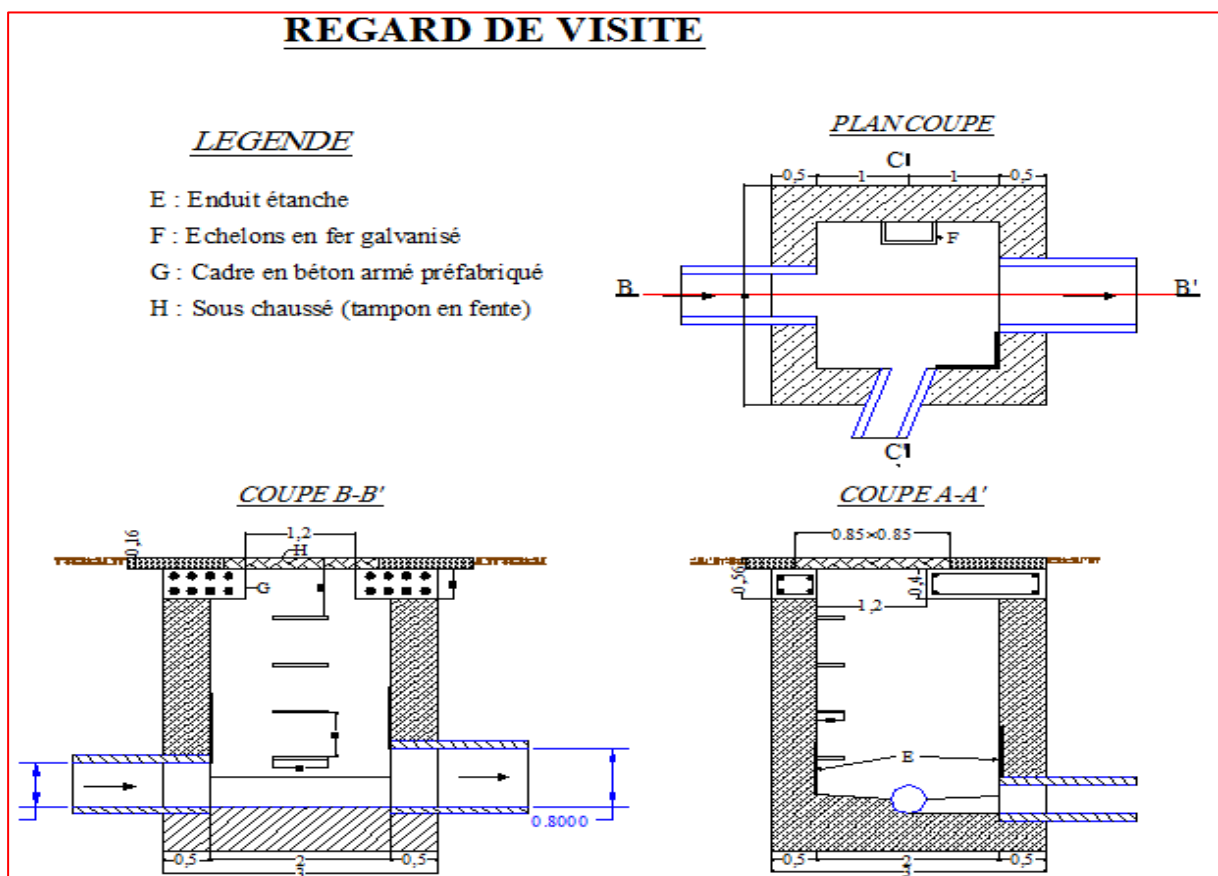 REGARD DE VISITE
LEGENDE
E : Enduit étanche
F : Echelons en fer galvanisé
G : Cadre en béton armé préfabriqué
H : Sous chaussé (tampon en fente)
PLAN COUPE
C'
0,5 1 1 0,5
F
B B'
C'
COUPE B-B'
0,16
1,2
H
G
0.8000
0,5 2 0,5
3
COUPE A-A'
0.85×0.85
0,56
0,4
1,2
E
0,5 2 0,5
3